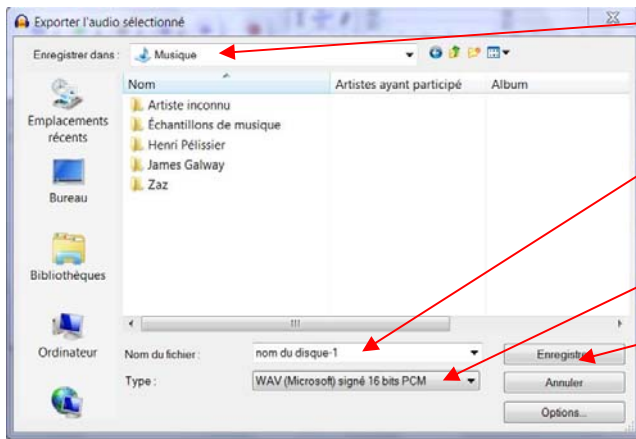 Exporter l'audio sélectionné
Enregistrer dans :
Musique
Nom
Artistes ayant participé
Album
Artiste inconnu
Échantillons de musique
Henri Pélissier
James Galway
Zaz
Emplacements
récents
Bureau
Bibliothèques
Ordinateur
Nom du fichier :
nom du disque-1
Enregistrer
Type :
WAV (Microsoft) signé 16 bits PCM
Annuler
Options...